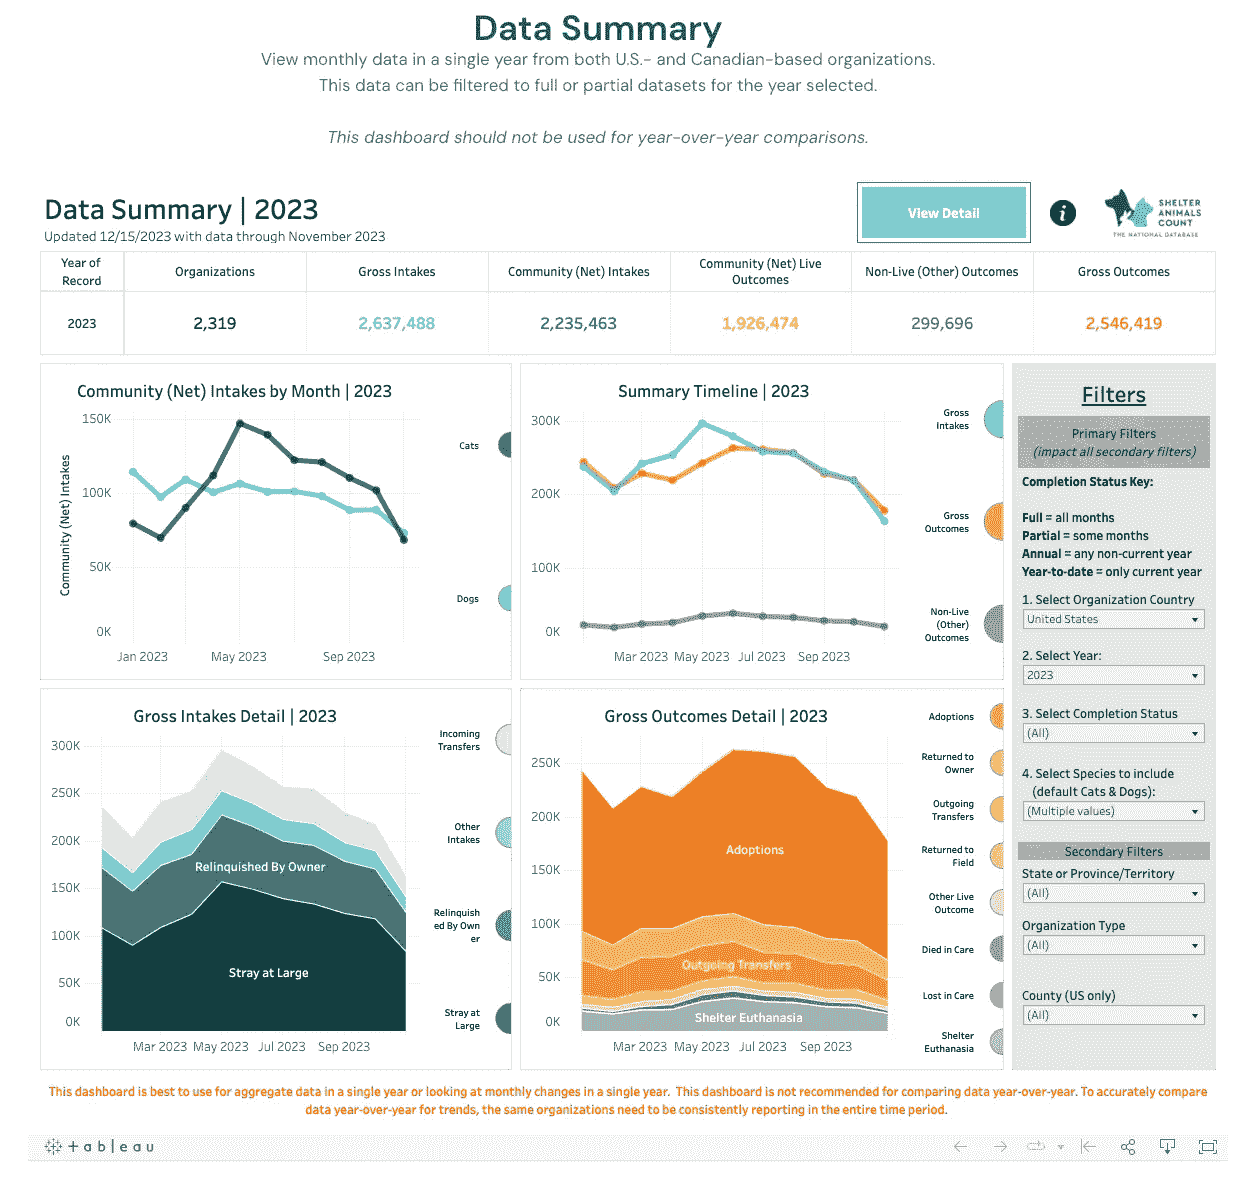 Data Summary
View monthly data in a single year from both U.S.- and Canadian-based organizations.
This data can be filtered to full or partial datasets for the year selected.
This dashboard should not be used for year-over-year comparisons.
Data Summary | 2023
Updated 12/15/2023 with data through November 2023
View Detail
i
SHELTER
ANIMALS
COUNT
THE NATIONAL DATABASE
Year of
Record
Organizations
Gross Intakes
Community (Net) Intakes
Community (Net) Live
Outcomes
Non-Live (Other) Outcomes
Gross Outcomes
2023
2,319
2,637,488
2,235,463
1,926,474
299,696
2,546,419
Community (Net) Intakes by Month | 2023
150K
100K
50K
0K
Community (Net) Intakes
Jan 2023
May 2023
Sep 2023
Cats
Dogs
Summary Timeline | 2023
300K
200K
100K
0K
Mar 2023
May 2023
Jul 2023
Sep 2023
Gross
Intakes
Gross
Outcomes
Non-Live
(Other)
Outcomes
Gross Intakes Detail | 2023
300K
250K
200K
150K
100K
50K
0K
Relinquished By Owner
Stray at Large
Mar 2023
May 2023
Jul 2023
Sep 2023
Incoming
Transfers
Other
Intakes
Relinquish
ed By Own
er
Stray at
Large
Gross Outcomes Detail | 2023
250K
200K
150K
100K
50K
0K
Adoptions
Outgoing Transfers
Shelter Euthanasia
Mar 2023
May 2023
Jul 2023
Sep 2023
Adoptions
Returned to
Owner
Outgoing
Transfers
Returned to
Field
Other Live
Outcome
Died in Care
Lost in Care
Shelter
Euthanasia
Filters
Primary Filters
(impact all secondary filters)
Completion Status Key:
Full = all months
Partial = some months
Annual = any non-current year
Year-to-date = only current year
1. Select Organization Country
United States
2. Select Year:
2023
3. Select Completion Status
(All)
4. Select Species to include
(default Cats & Dogs):
(Multiple values)
Secondary Filters
State or Province/Territory
(All)
Organization Type
(All)
County (US only)
(All)
This dashboard is best to use for aggregate data in a single year or looking at monthly changes in a single year. This dashboard is not recommended for comparing data year-over-year. To accurately compare
data year-over-year for trends, the same organizations need to be consistently reporting in the entire time period.
+ableau